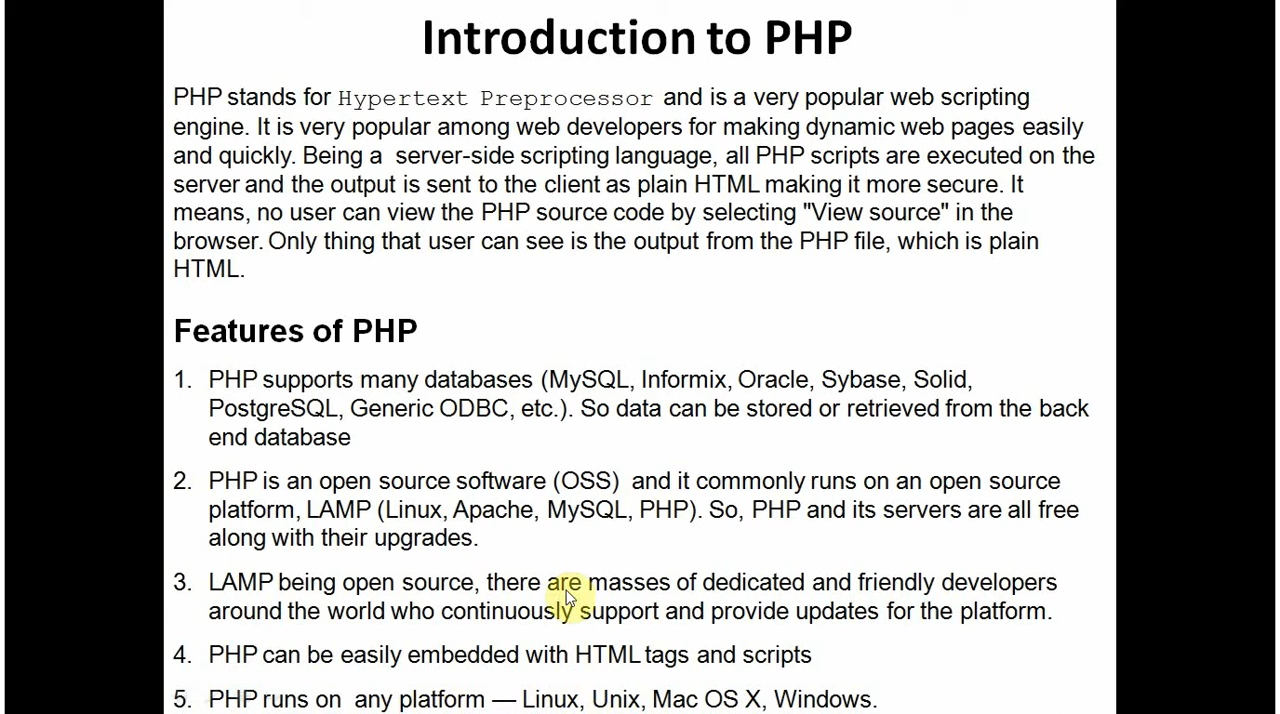 Introduction to PHP
PHP stands for Hypertext Preprocessor and is a very popular web scripting
engine. It is very popular among web developers for making dynamic web pages easily
and quickly. Being a  server-side scripting language, all PHP scripts are executed on the
server and the output is sent to the client as plain HTML making it more secure. It
means, no user can view the PHP source code by selecting "View source" in the
browser. Only thing that user can see is the output from the PHP file, which is plain
HTML.
Features of PHP
1. PHP supports many databases (MySQL, Informix, Oracle, Sybase, Solid,
PostgreSQL, Generic ODBC, etc.). So data can be stored or retrieved from the back
end database
2. PHP is an open source software (OSS)  and it commonly runs on an open source
platform, LAMP (Linux, Apache, MySQL, PHP). So, PHP and its servers are all free
along with their upgrades.
3. LAMP being open source, there are masses of dedicated and friendly developers
around the world who continuously support and provide updates for the platform.
4. PHP can be easily embedded with HTML tags and scripts
5. PHP runs on  any platform — Linux, Unix, Mac OS X, Windows.